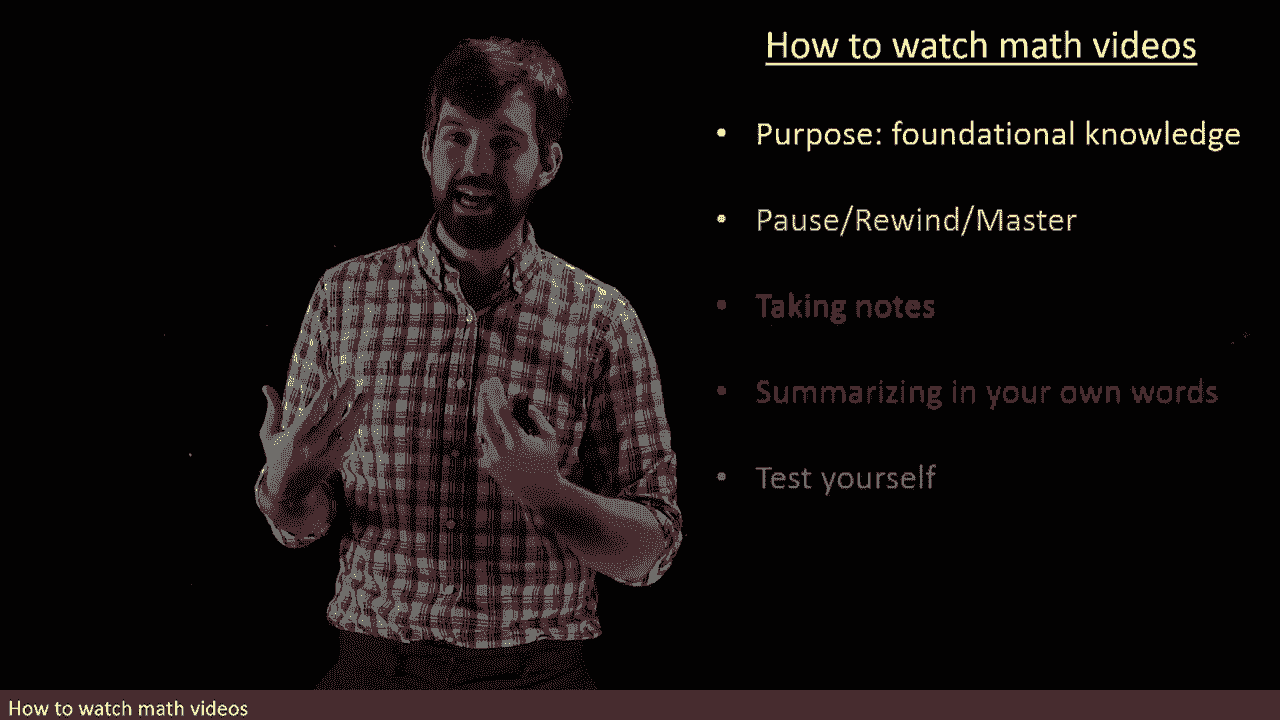 How to watch math videos
• Purpose: foundational knowledge
• Pause/Rewind/Master
• Taking notes
• Summarizing in your own words
• Test yourself
How to watch math videos